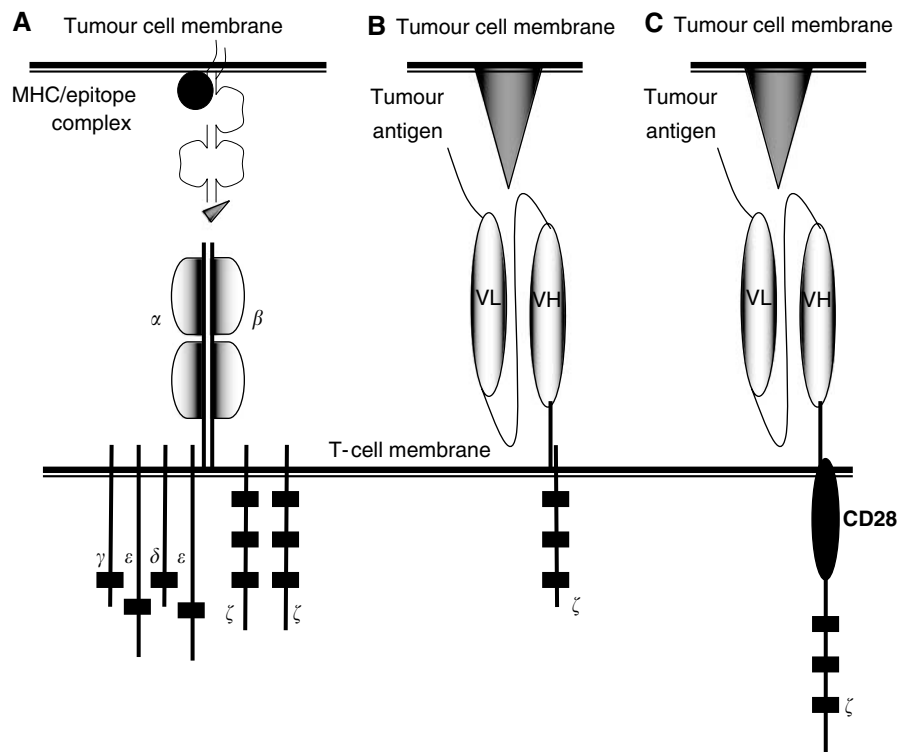 A
Tumour cell membrane
MHC/epitope
complex
α
β
γ
ε
δ
ε
ζ
ζ
T-cell membrane
B
Tumour cell membrane
Tumour
antigen
VL
VH
ζ
C
Tumour cell membrane
Tumour
antigen
VL
VH
CD28
ζ